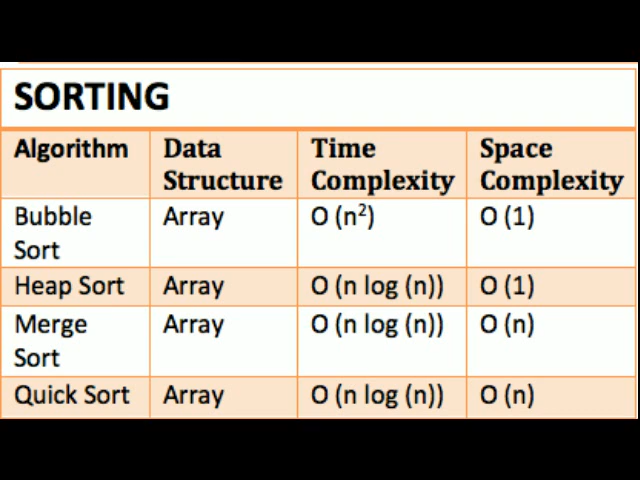 SORTING
Algorithm Data Structure Time Complexity Space Complexity
Bubble Sort Array O (n²) O (1)
Heap Sort Array O (n log (n)) O (1)
Merge Sort Array O (n log (n)) O (n)
Quick Sort Array O (n log (n)) O (n)